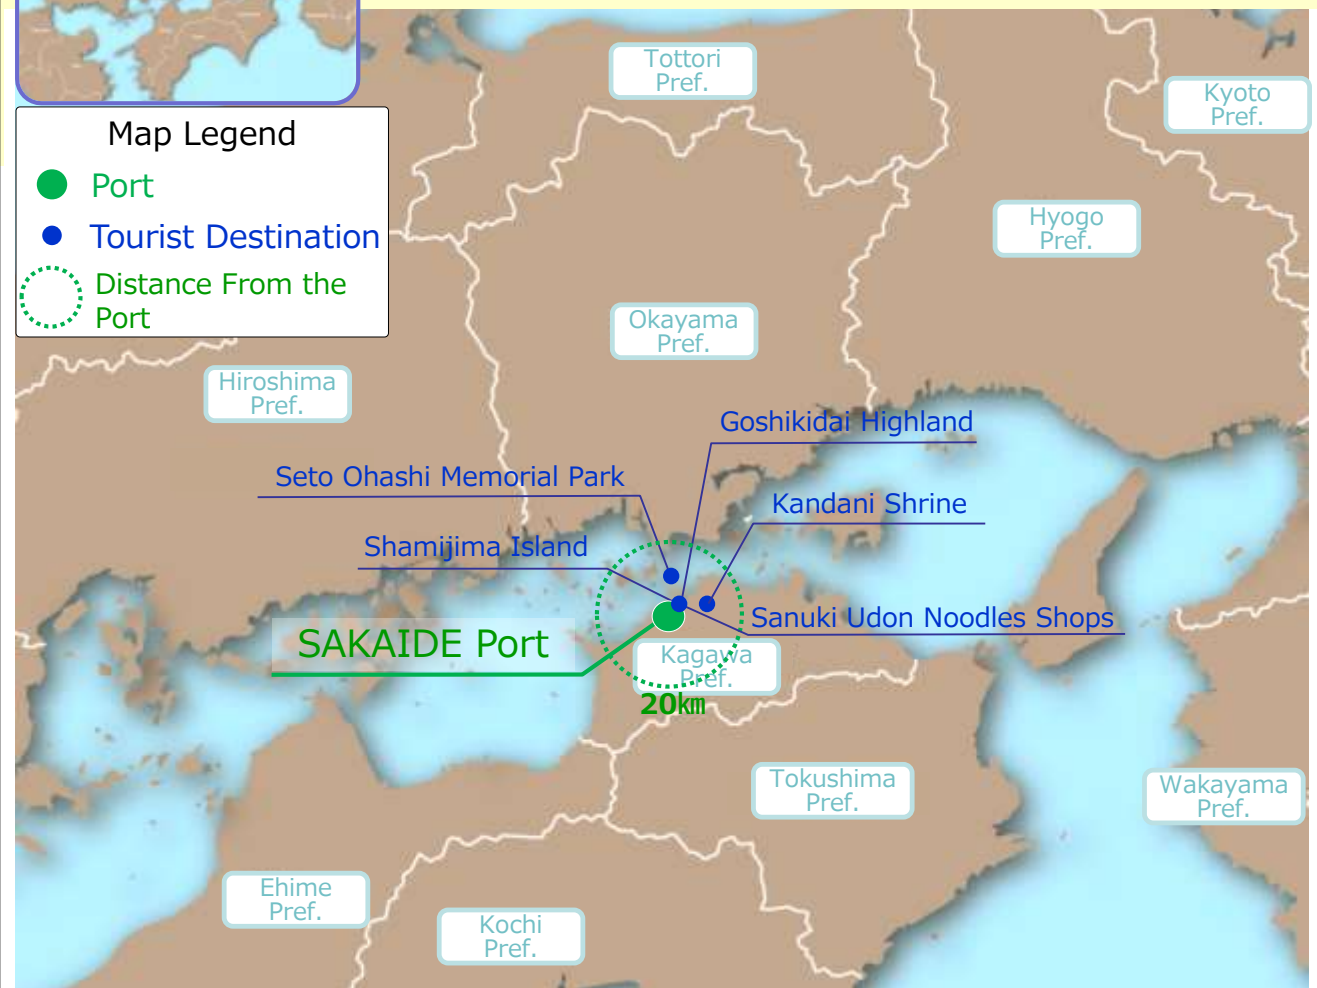 Map Legend
Port
Tourist Destination
Distance From the
Port
Tottori
Pref.
Kyoto
Pref.
Hyogo
Pref.
Okayama
Pref.
Hiroshima
Pref.
Goshikidai Highland
Seto Ohashi Memorial Park
Kandani Shrine
Shamijima Island
Sanuki Udon Noodles Shops
SAKAIDE Port
Kagawa
Pref.
20㎞
Tokushima
Pref.
Wakayama
Pref.
Ehime
Pref.
Kochi
Pref.